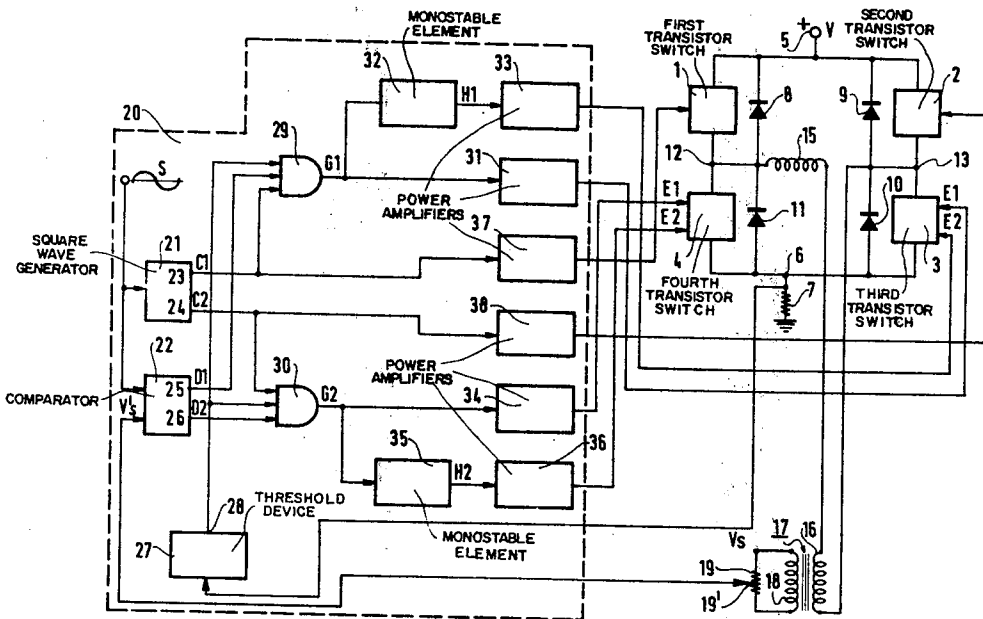 MONOSTABLE
ELEMENT
32
33
H1
20
29
G1
S
31
POWER
AMPLIFIERS
37
SQUARE
WAVE
GENERATOR
21
23
24
C1
C2
38
22
COMPARATOR
V's
25
26
D1
D2
30
G2
POWER
AMPLIFIERS
34
35
H2
36
MONOSTABLE
ELEMENT
28
THRESHOLD
DEVICE
27
FIRST
TRANSISTOR
SWITCH
1
5
+
V
SECOND
TRANSISTOR
SWITCH
2
8
9
15
12
13
E1
E2
4
11
10
E1
E2
3
6
7
FOURTH
TRANSISTOR
SWITCH
THIRD
TRANSISTOR
SWITCH
Vs
17
16
19
19'
18